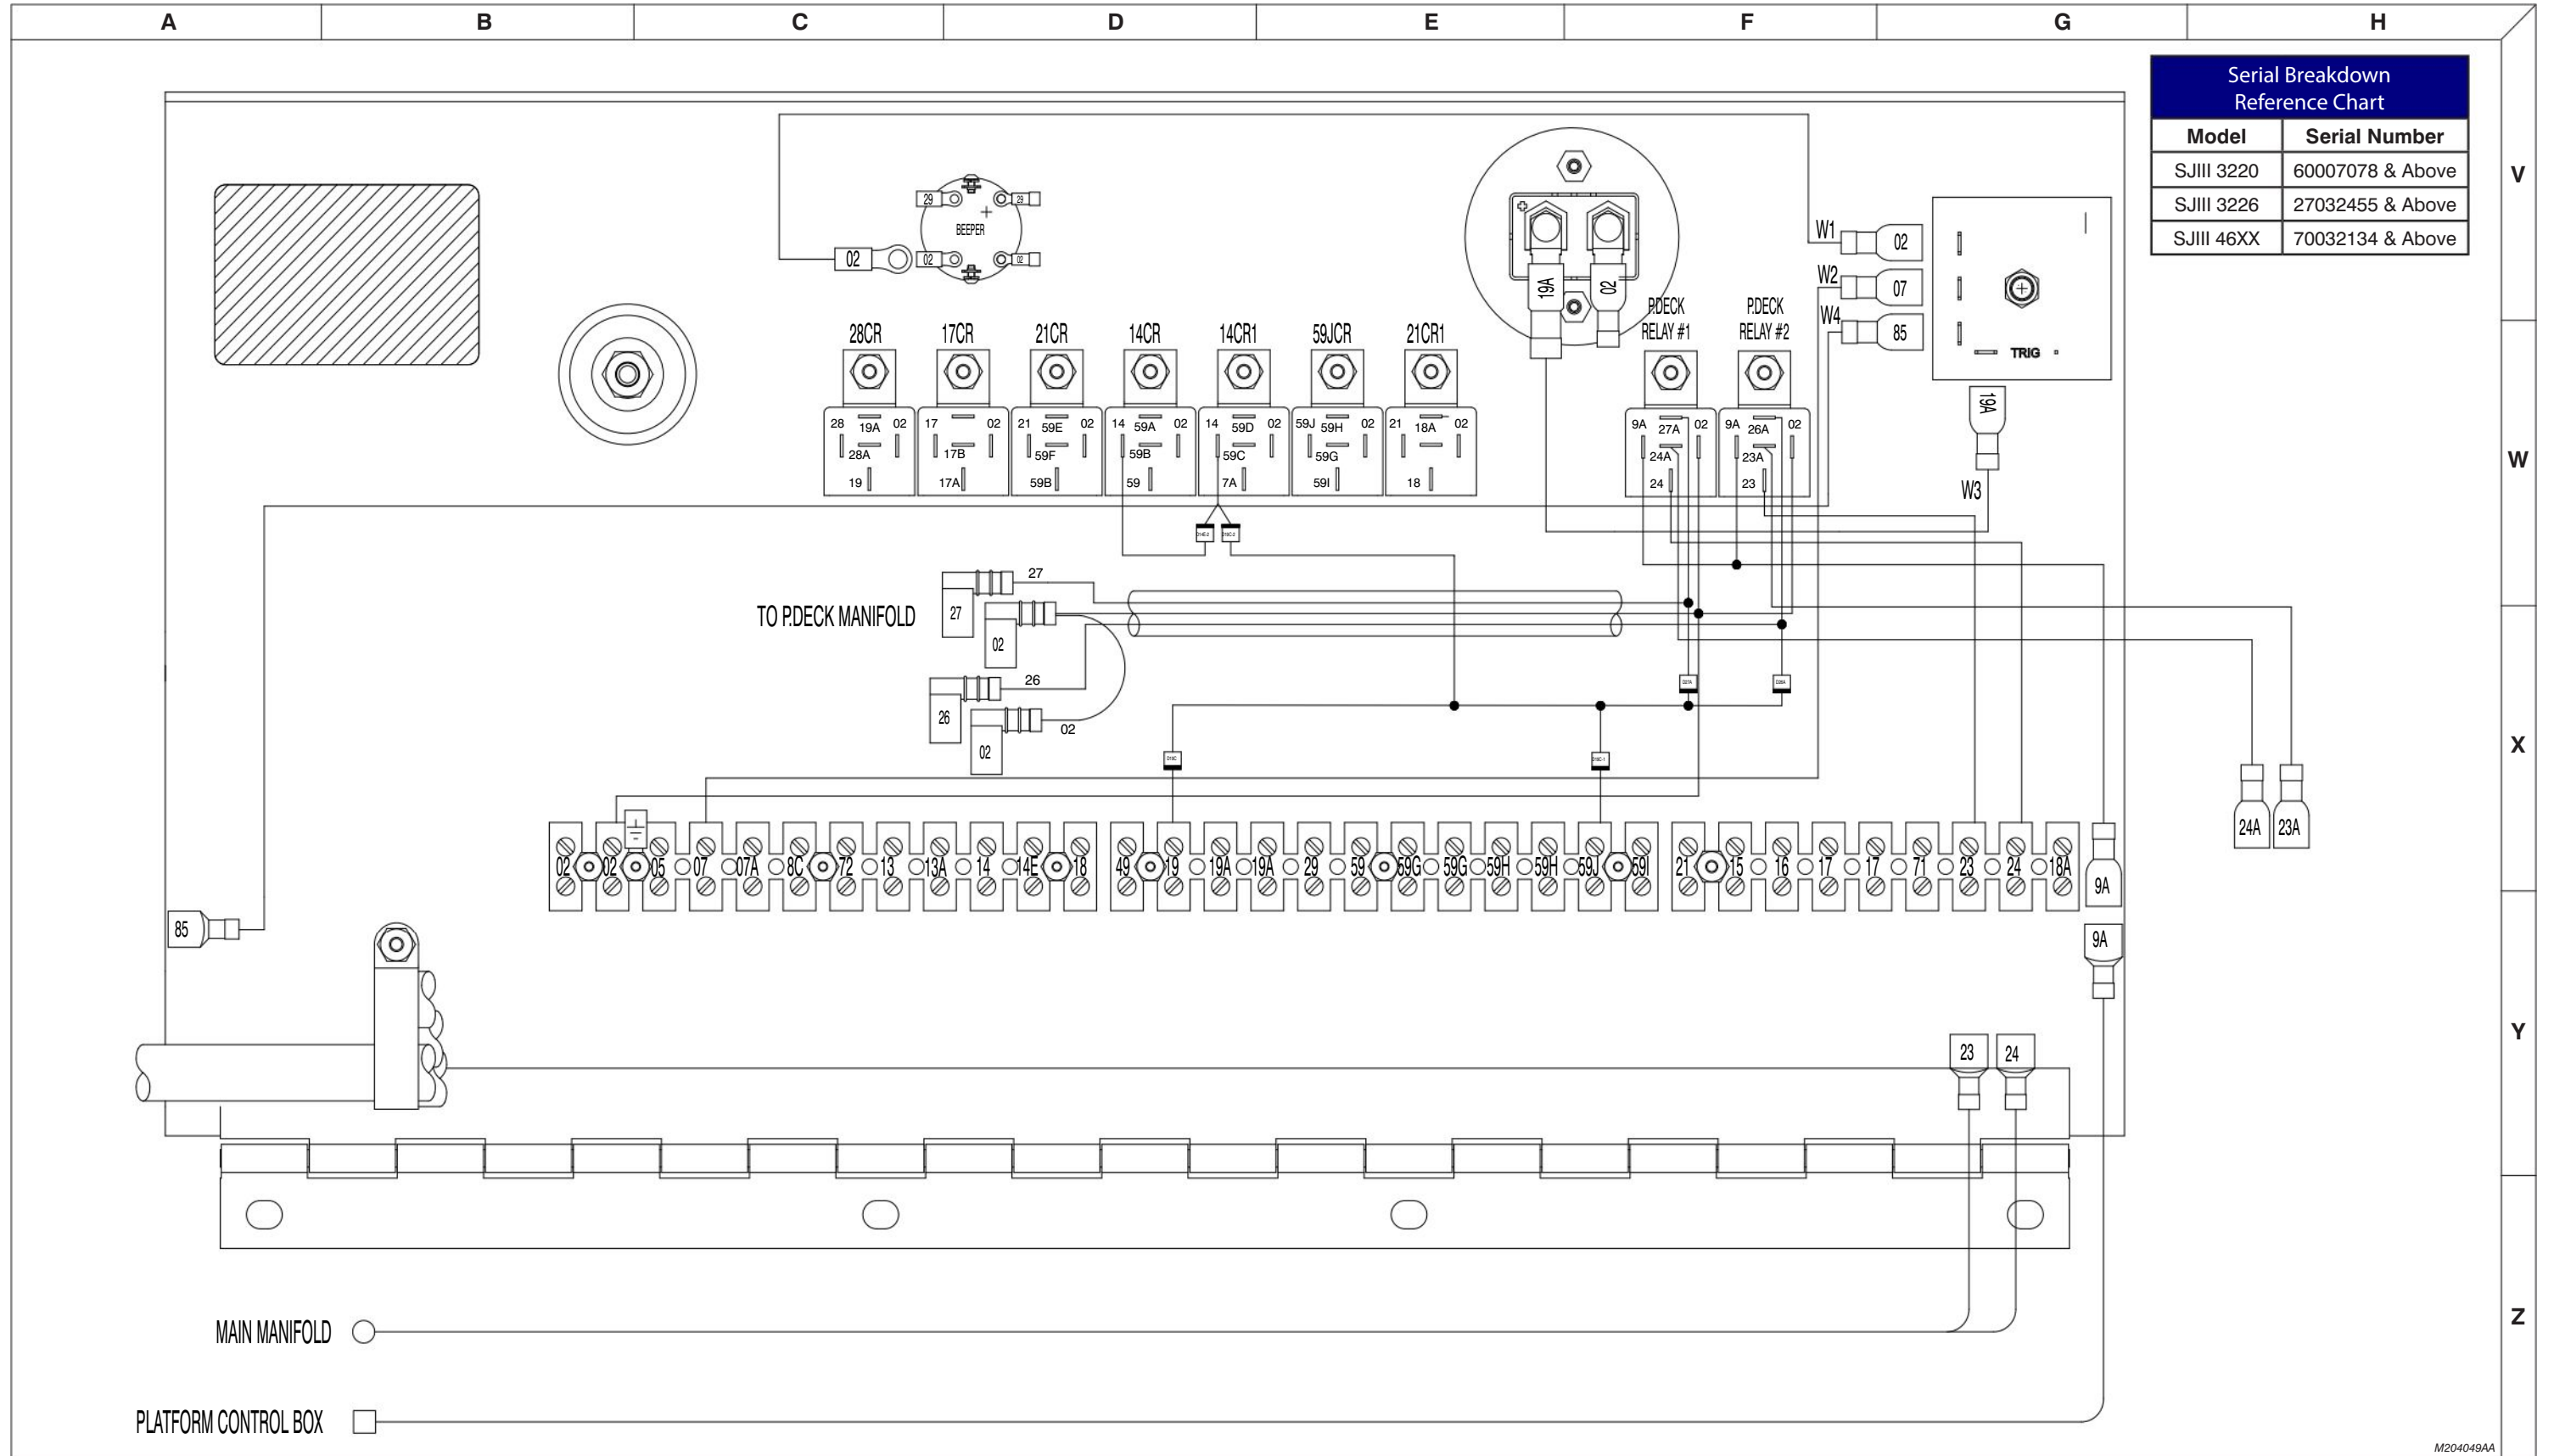 A B C D E F G H
Serial Breakdown
Reference Chart
Model Serial Number
SJIII 3220 60007078 & Above
SJIII 3226 27032455 & Above
SJIII 46XX 70032134 & Above
V
W
X
Y
Z
29 29
BEEPER
02 02 02
19A 02
W1 02
W2 07
W4 85
TRIG
19A
W3
28CR 17CR 21CR 14CR 14CR1 59JCR 21CR1
P.DECK
RELAY #1
P.DECK
RELAY #2
28 19A 02
28A
19
17 02
17B
17A
21 59E 02
59F
59B
14 59A 02
59B
59
14 59D 02
59C
7A
59J 59H 02
59G
59I
21 18A 02
18
9A 27A 02
24A
24
9A 26A 02
23A
23
27
27
TO P.DECK MANIFOLD
02
26
26
02
02
24A 23A
02 02 05 07 07A 8C 72 13 13A 14 14E 18 49 19 19A 19A 29 59 59G 59G 59H 59H 59J 59I 21 15 16 17 17 71 23 24 18A 9A
85
9A
23 24
MAIN MANIFOLD
PLATFORM CONTROL BOX
M204049AA